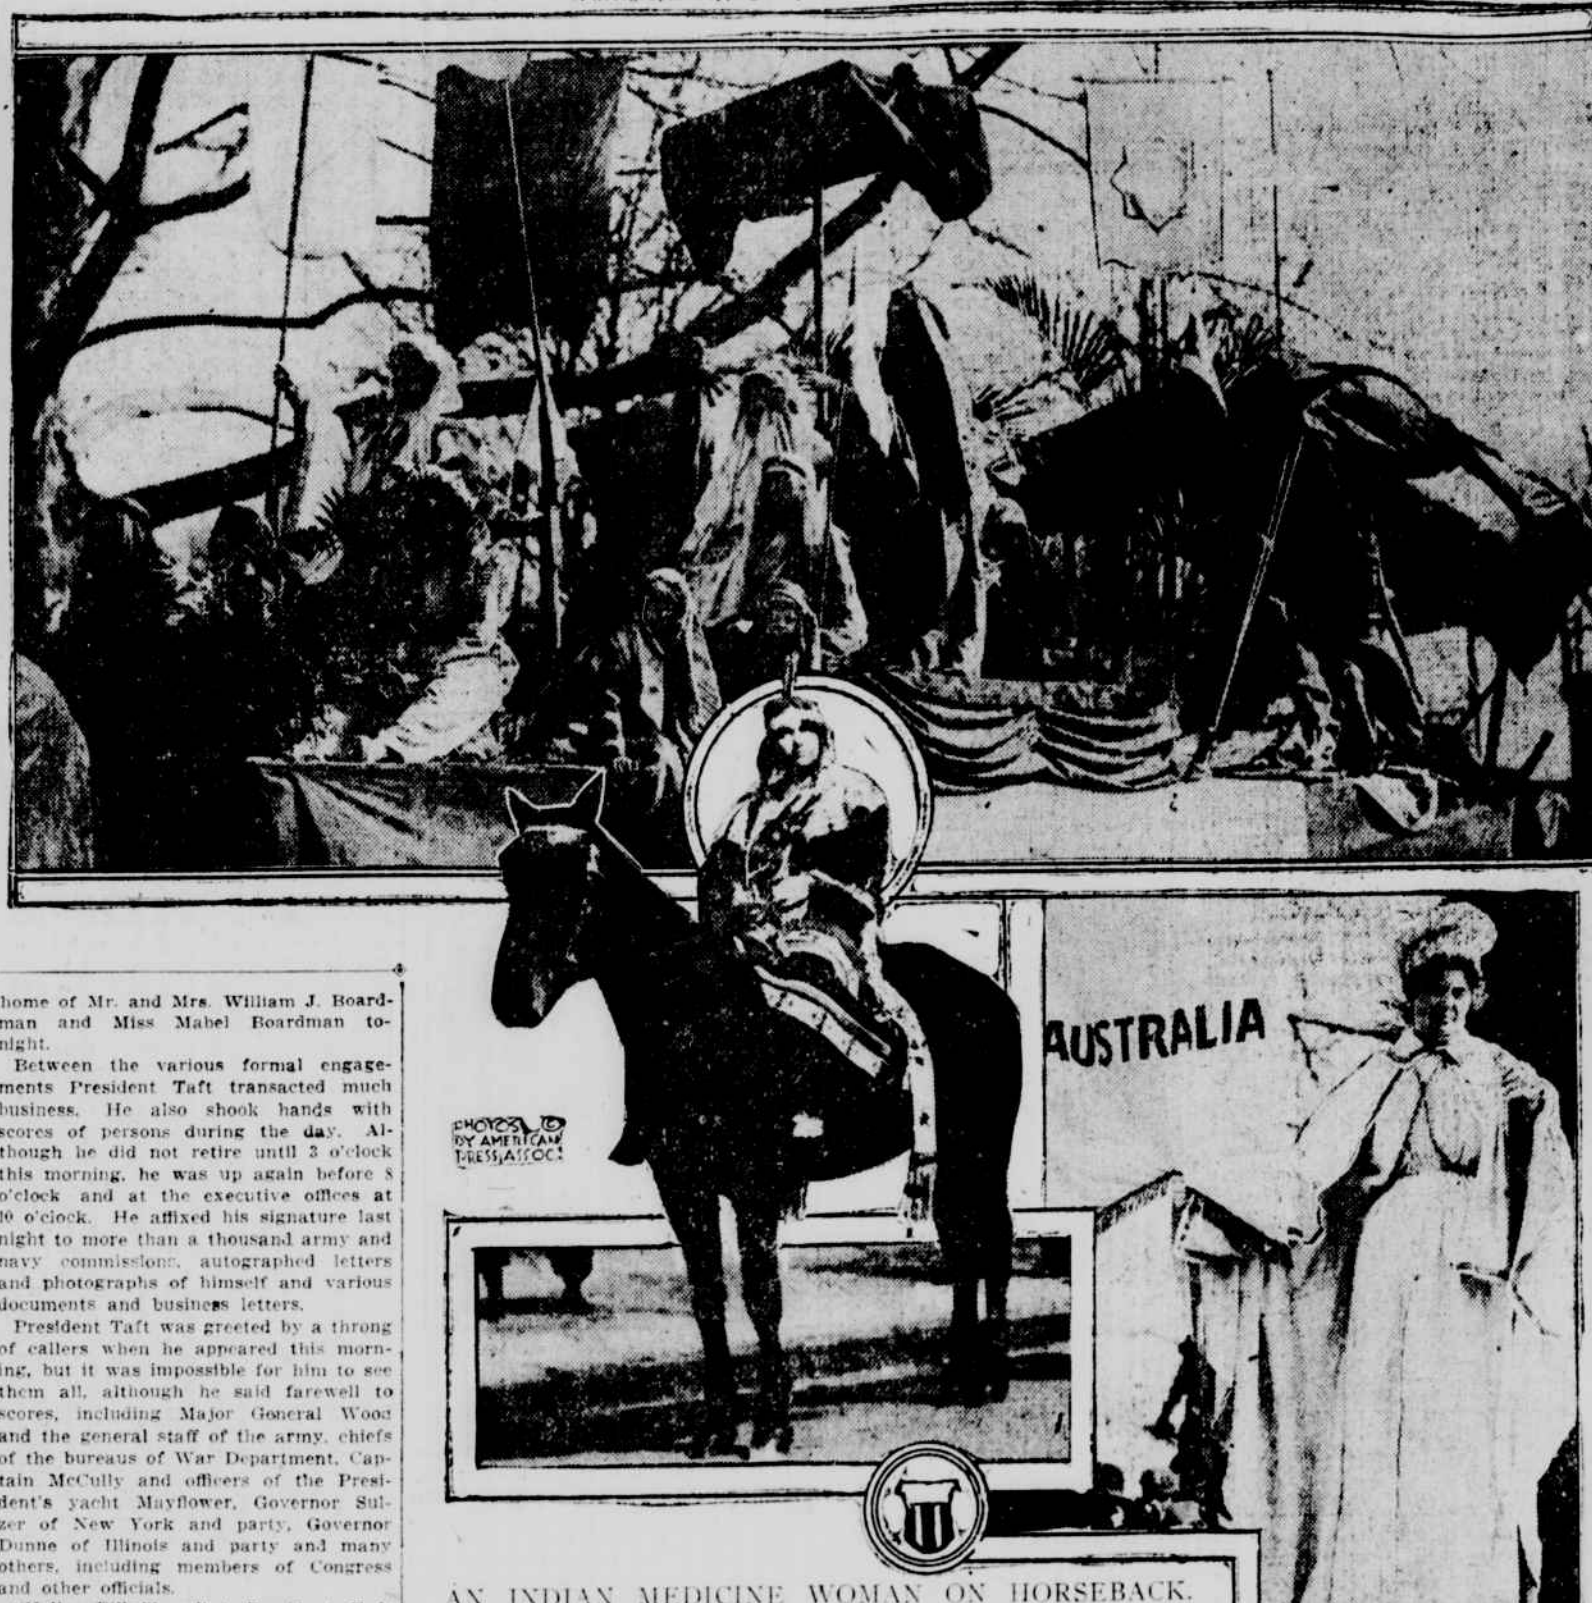 home of Mr. and Mrs. William J. Board-
man and Miss Mabel Boardman to-
night.
Between the various formal engage-
ments President Taft transacted much
business. He also shook hands with
scores of persons during the day. Al-
though he did not retire until 3 o'clock
this morning, he was up again before 8
o'clock and at the executive offices at
10 o'clock. He affixed his signature last
night to more than a thousand army and
navy commissions, autographed letters
and photographs of himself and various
documents and business letters.
President Taft was greeted by a throng
of callers when he appeared this morn-
ing, but it was impossible for him to see
them all, although he said farewell to
scores, including Major General Wood
and the general staff of the army, chiefs
of the bureaus of War Department, Cap-
tain McCully and officers of the Presi-
dent's yacht Mayflower, Governor Sul-
zer of New York and party, Governor
Dunne of Illinois and party and many
others, including members of Congress
and other officials.
PHOTOS ©
BY AMERICAN
PRESS ASSOC.
AUSTRALIA
AN INDIAN MEDICINE WOMAN ON HORSEBACK.